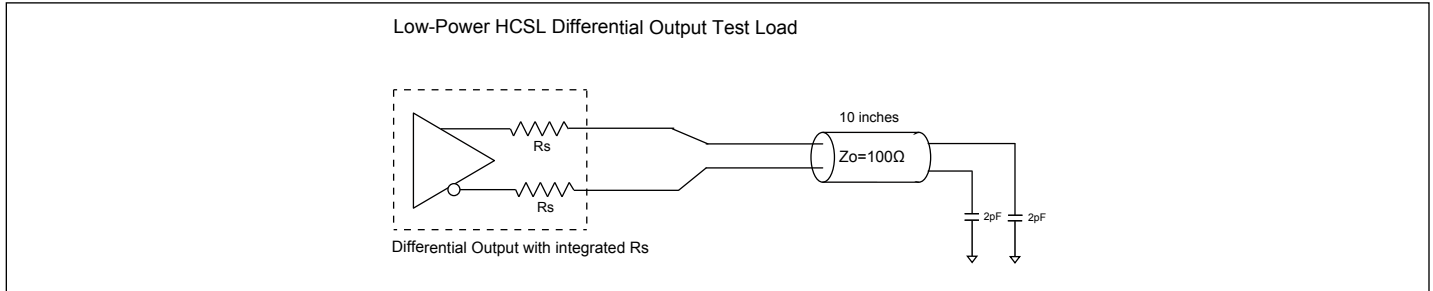 Low-Power HCSL Differential Output Test Load
10 inches
Rs
Zo=100Ω
Rs
2pF
2pF
Differential Output with integrated Rs